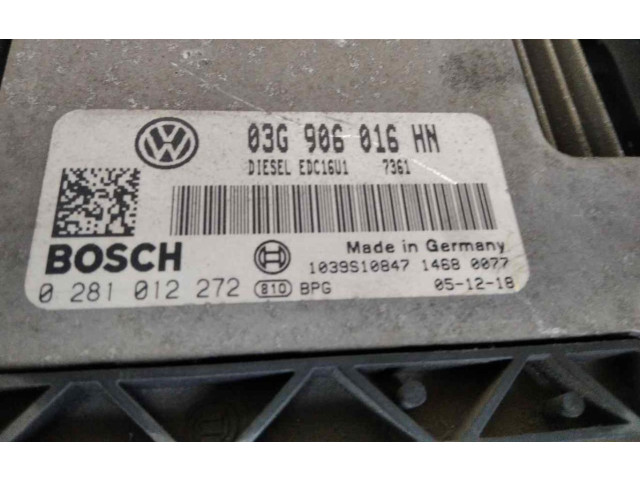 03G 906 016 HN
DIESEL EDC16U1 7361
BOSCH
Made in Germany
1039S10847 1468 0077
0 281 012 272 810 BPG 05-12-18